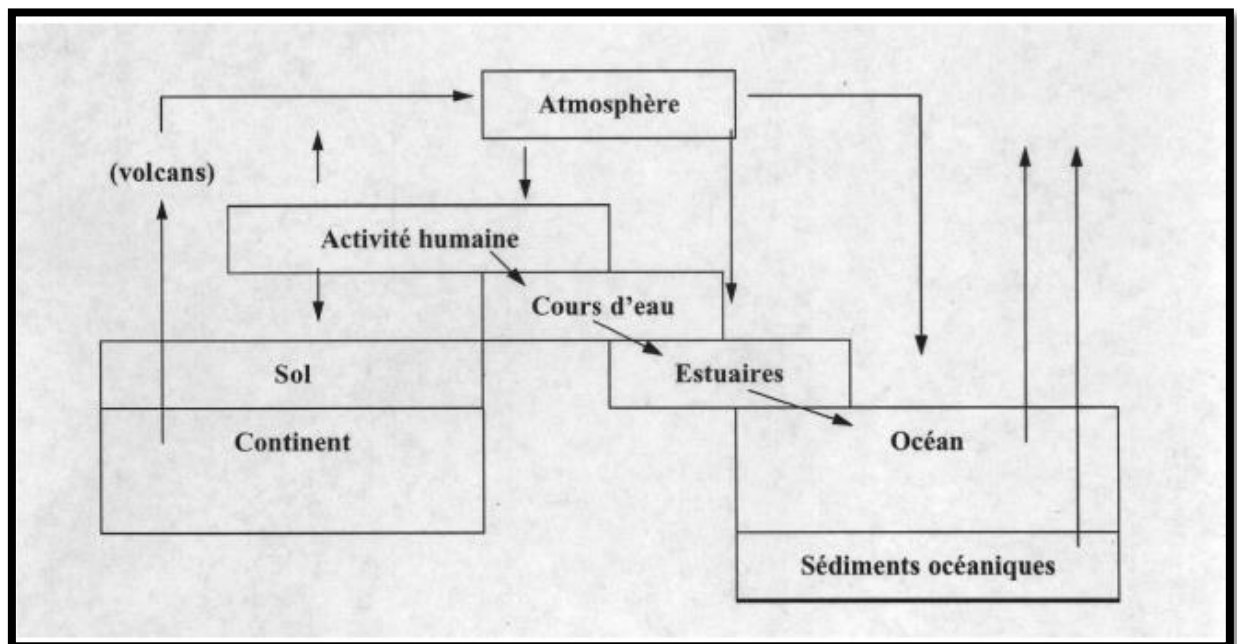 Atmosphère
(volcans)
Activité humaine
Cours d'eau
Sol
Estuaires
Continent
Océan
Sédiments océaniques